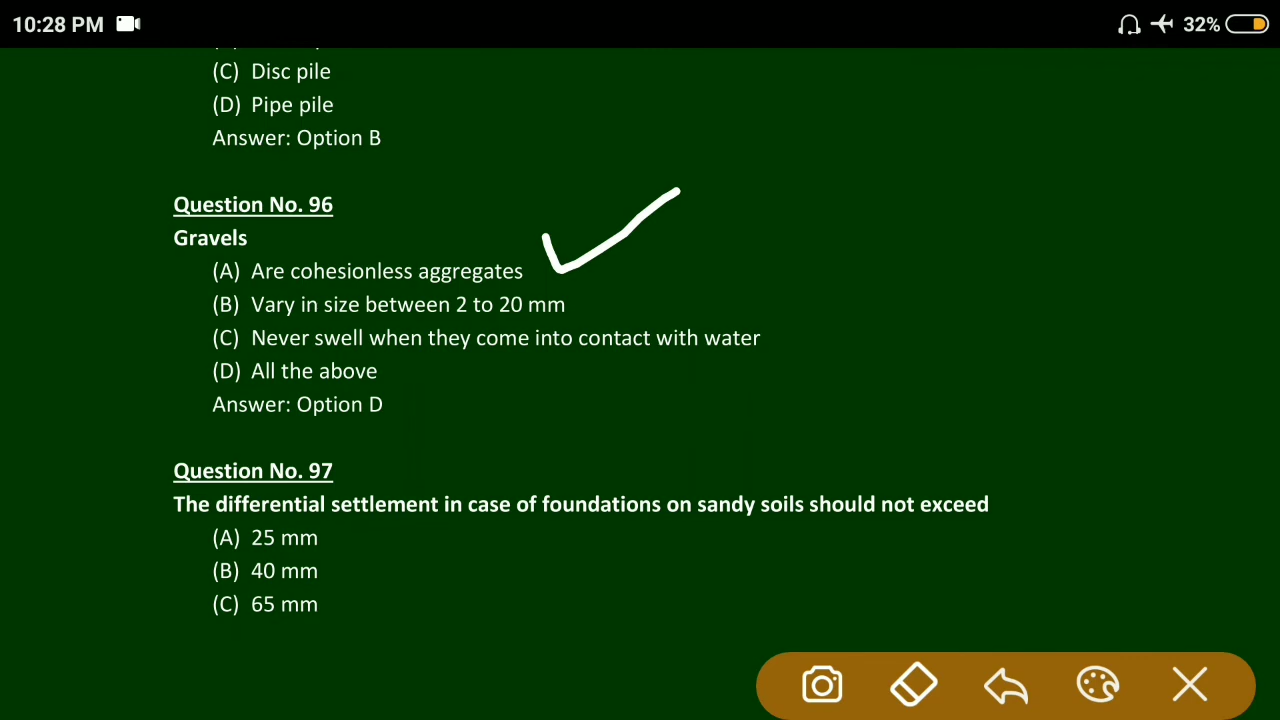 10:28 PM 32%
(C) Disc pile
(D) Pipe pile
Answer: Option B
Question No. 96
Gravels
(A) Are cohesionless aggregates
(B) Vary in size between 2 to 20 mm
(C) Never swell when they come into contact with water
(D) All the above
Answer: Option D
Question No. 97
The differential settlement in case of foundations on sandy soils should not exceed
(A) 25 mm
(B) 40 mm
(C) 65 mm